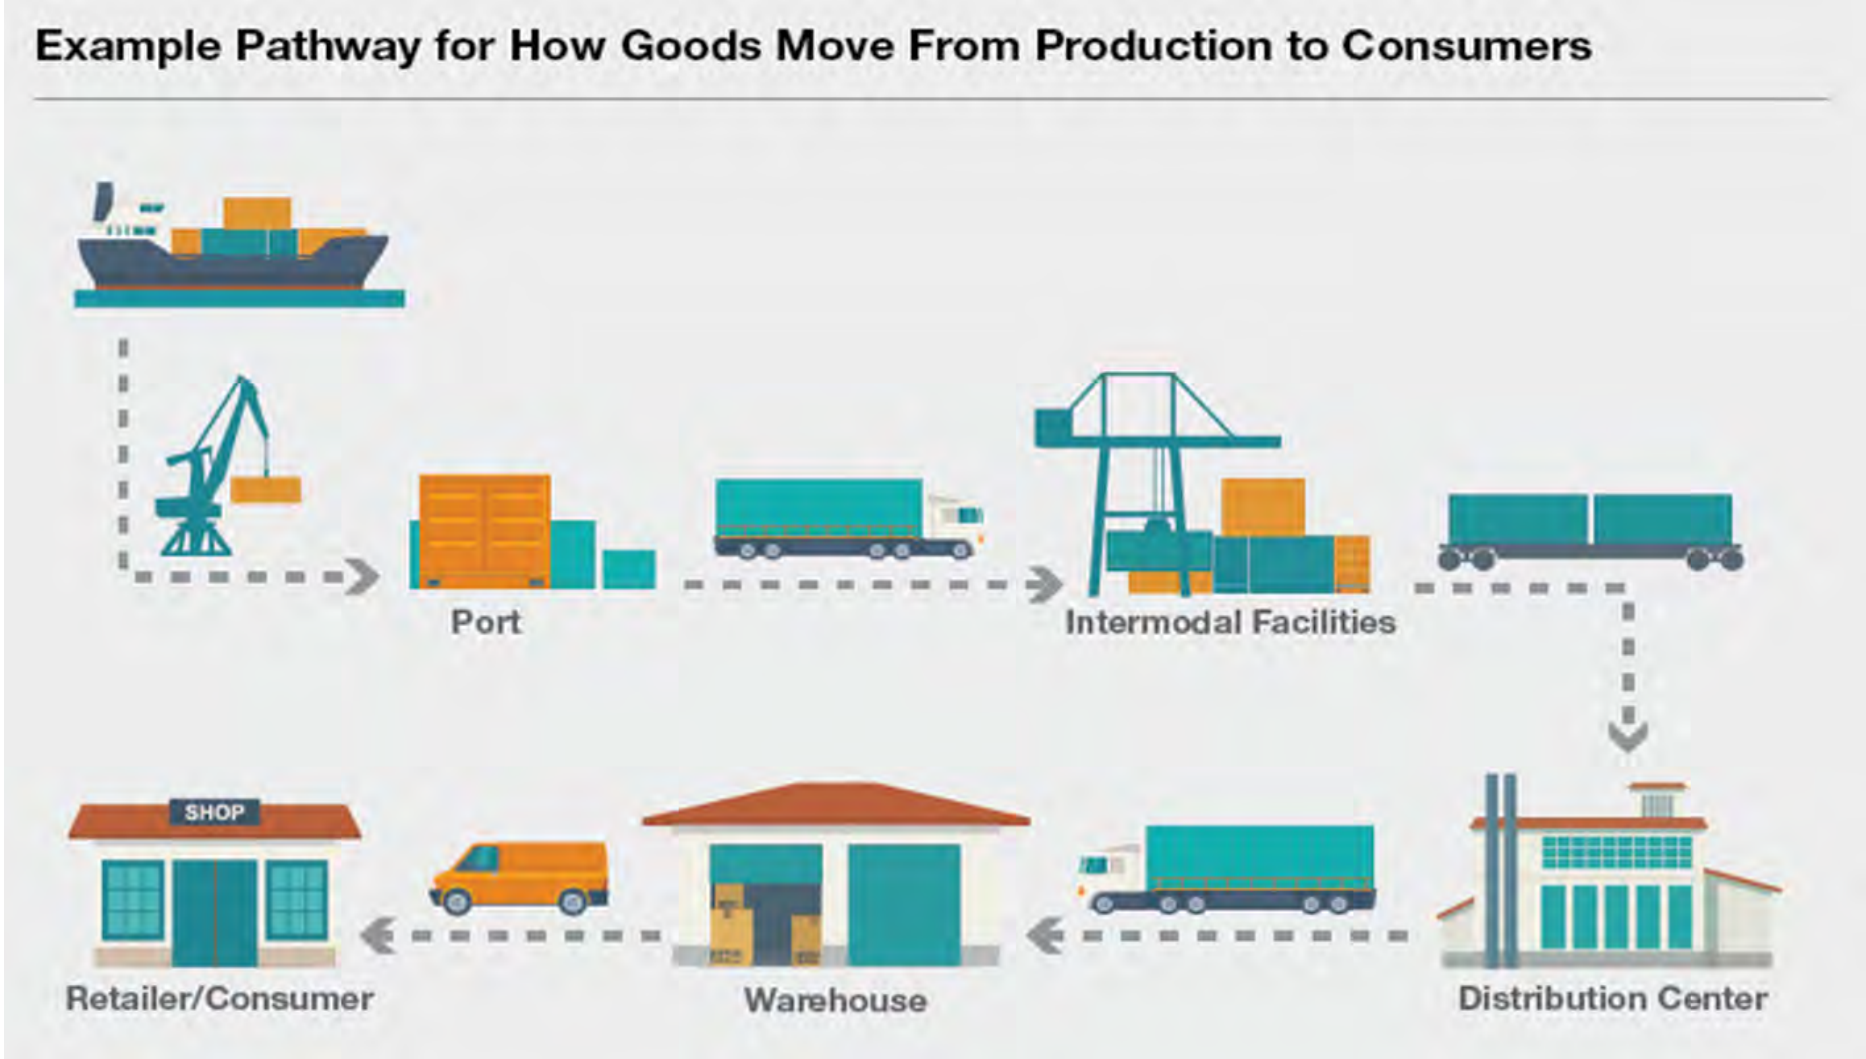 Example Pathway for How Goods Move From Production to Consumers
Port
Intermodal Facilities
SHOP
Retailer/Consumer
Warehouse
Distribution Center